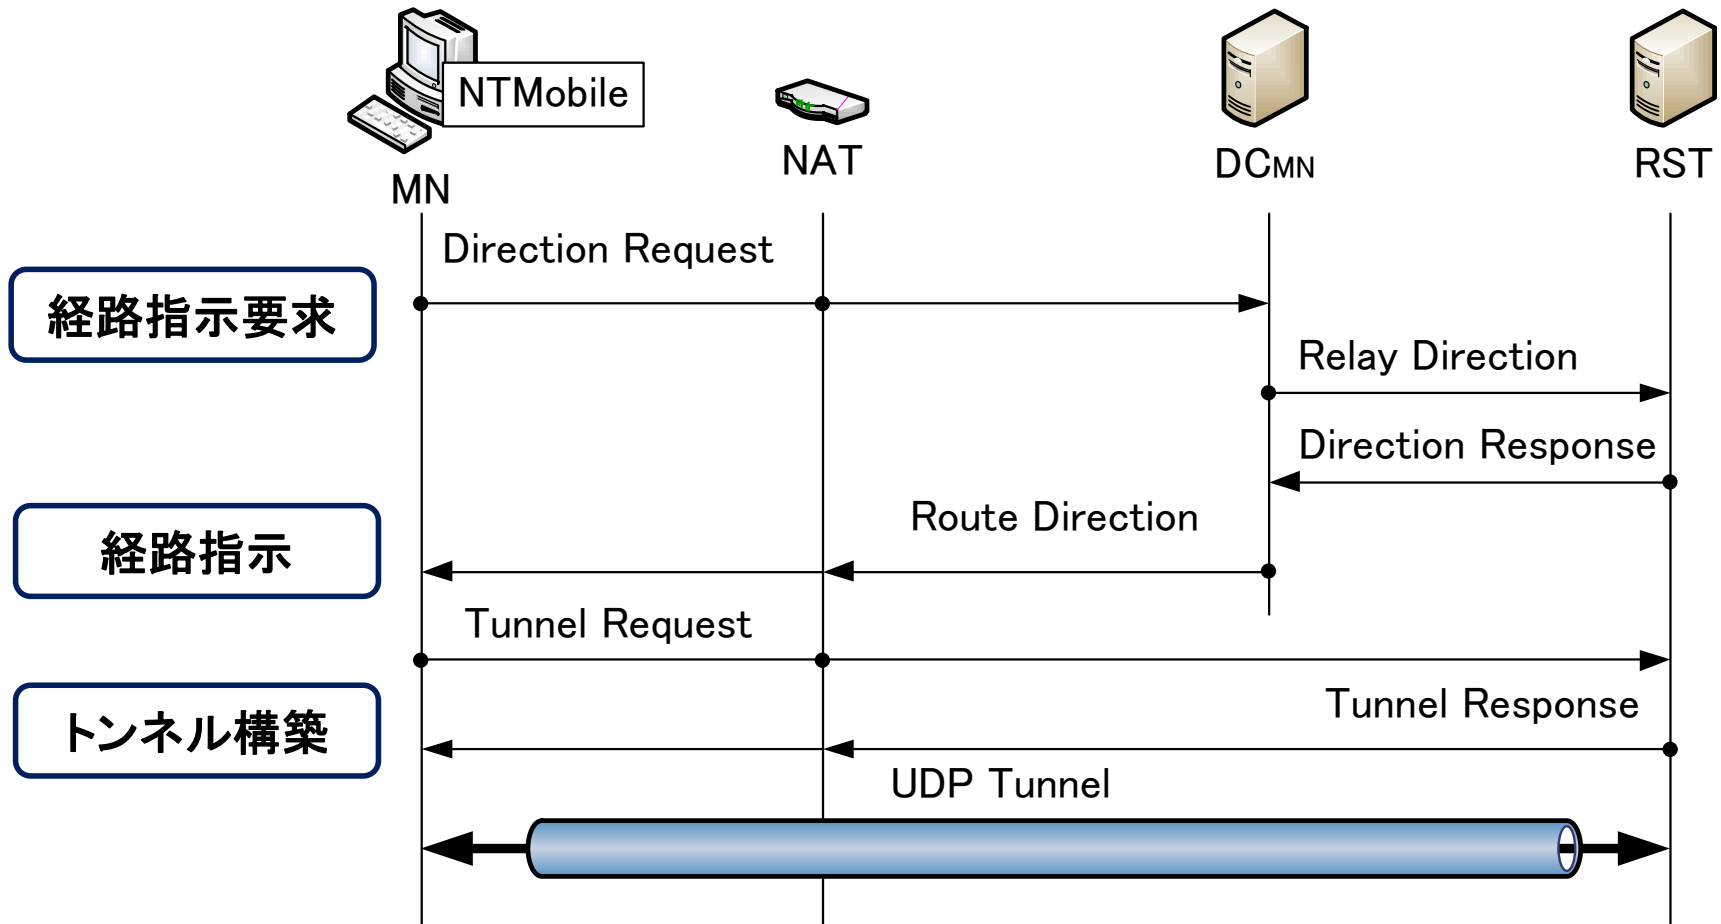 NTMobile
MN
NAT
DCMN
RST
Direction Request
経路指示要求
Relay Direction
Direction Response
Route Direction
経路指示
Tunnel Request
トンネル構築
Tunnel Response
UDP Tunnel